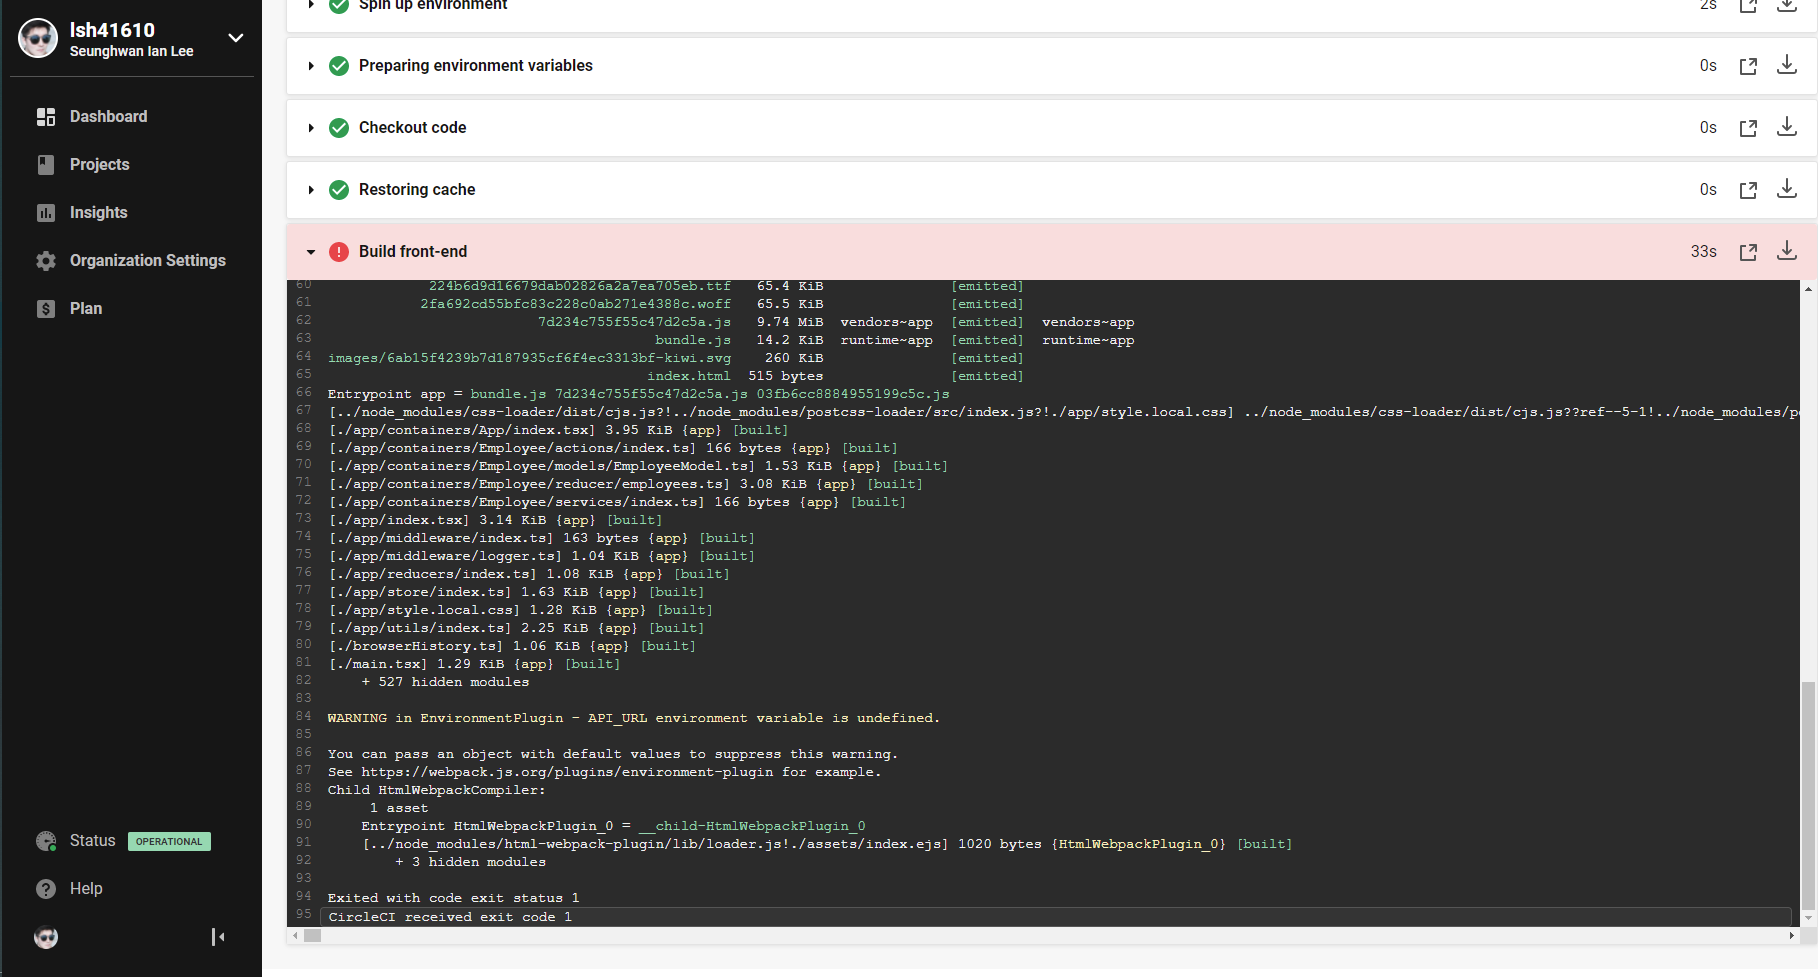 lsh41610
Seunghwan Ian Lee
Dashboard
Projects
Insights
Organization Settings
Plan
Status OPERATIONAL
Help
Spin up environment 2s
Preparing environment variables 0s
Checkout code 0s
Restoring cache 0s
Build front-end 33s
60 224b6d9d16679dab02826a2a7ea705eb.ttf 65.4 KiB [emitted]
61 2fa692cd55bfc83c228c0ab271e4388c.woff 65.5 KiB [emitted]
62 7d234c755f55c47d2c5a.js 9.74 MiB vendors~app [emitted] vendors~app
63 bundle.js 14.2 KiB runtime~app [emitted] runtime~app
64 images/6ab15f4239b7d187935cf6f4ec3313bf-kiwi.svg 260 KiB [emitted]
65 index.html 515 bytes [emitted]
66 Entrypoint app = bundle.js 7d234c755f55c47d2c5a.js 03fb6cc8884955199c5c.js
67 [../node_modules/css-loader/dist/cjs.js?!../node_modules/postcss-loader/src/index.js?!./app/style.local.css] ../node_modules/css-loader/dist/cjs.js??ref--5-1!../node_modules/po
68 [./app/containers/App/index.tsx] 3.95 KiB {app} [built]
69 [./app/containers/Employee/actions/index.ts] 166 bytes {app} [built]
70 [./app/containers/Employee/models/EmployeeModel.ts] 1.53 KiB {app} [built]
71 [./app/containers/Employee/reducer/employees.ts] 3.08 KiB {app} [built]
72 [./app/containers/Employee/services/index.ts] 166 bytes {app} [built]
73 [./app/index.tsx] 3.14 KiB {app} [built]
74 [./app/middleware/index.ts] 163 bytes {app} [built]
75 [./app/middleware/logger.ts] 1.04 KiB {app} [built]
76 [./app/reducers/index.ts] 1.08 KiB {app} [built]
77 [./app/store/index.ts] 1.63 KiB {app} [built]
78 [./app/style.local.css] 1.28 KiB {app} [built]
79 [./app/utils/index.ts] 2.25 KiB {app} [built]
80 [./browserHistory.ts] 1.06 KiB {app} [built]
81 [./main.tsx] 1.29 KiB {app} [built]
82 + 527 hidden modules
83
84 WARNING in EnvironmentPlugin - API_URL environment variable is undefined.
85
86 You can pass an object with default values to suppress this warning.
87 See https://webpack.js.org/plugins/environment-plugin for example.
88 Child HtmlWebpackCompiler:
89 1 asset
90 Entrypoint HtmlWebpackPlugin_0 = __child-HtmlWebpackPlugin_0
91 [../node_modules/html-webpack-plugin/lib/loader.js!./assets/index.ejs] 1020 bytes {HtmlWebpackPlugin_0} [built]
92 + 3 hidden modules
93
94 Exited with code exit status 1
95 CircleCI received exit code 1